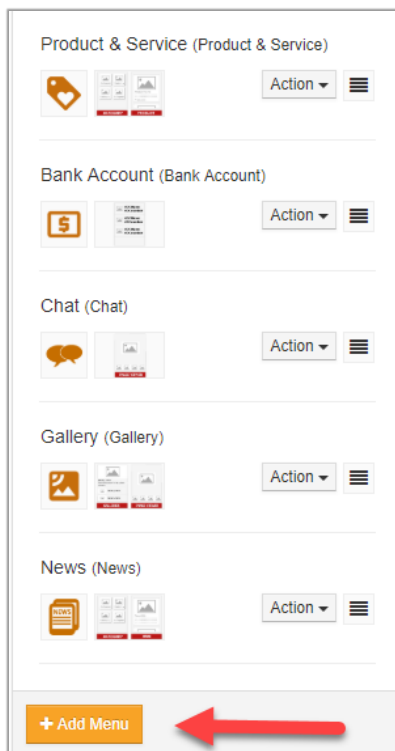 Product & Service (Product & Service)
Action
Bank Account (Bank Account)
Action
Chat (Chat)
Action
Gallery (Gallery)
Action
News (News)
NEWS
Action
+ Add Menu